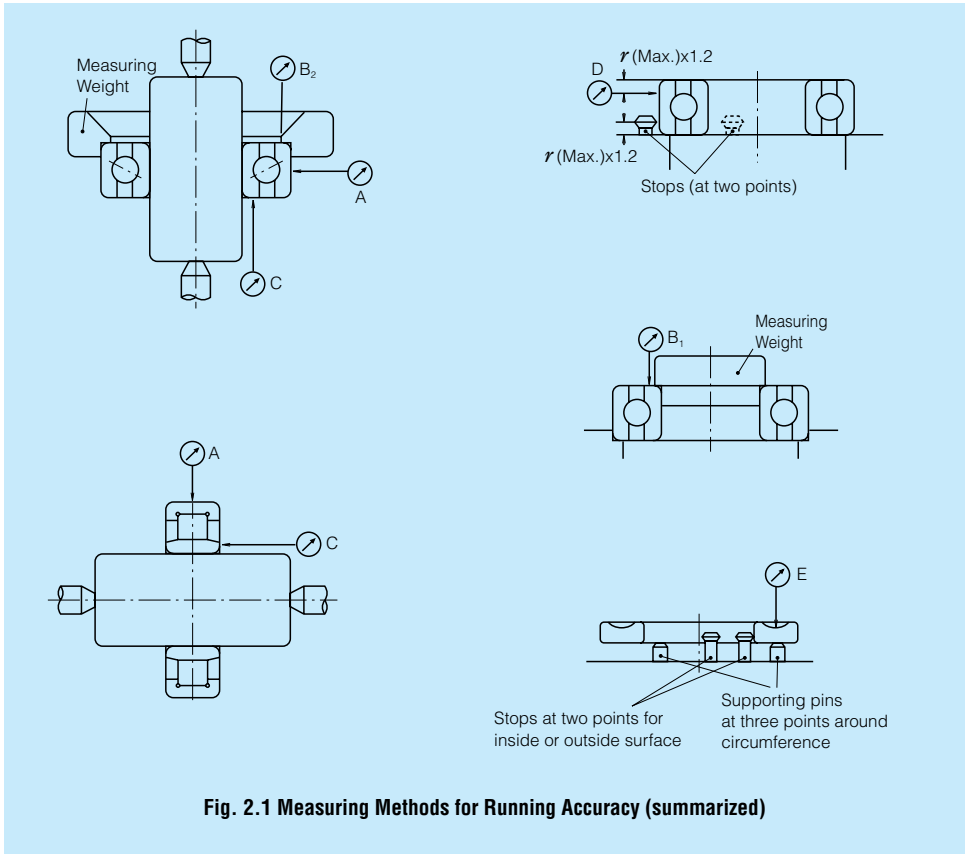 Measuring
Weight
B₂
A
C
D
r (Max.)x1.2
r (Max.)x1.2
Stops (at two points)
B₁
Measuring
Weight
A
C
E
Stops at two points for
inside or outside surface
Supporting pins
at three points around
circumference
Fig. 2.1 Measuring Methods for Running Accuracy (summarized)